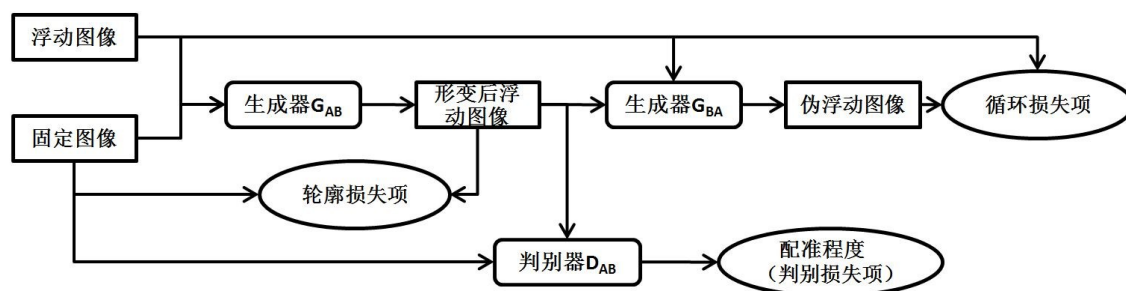 浮动图像
生成器G_AB
形变后浮
动图像
生成器G_BA
伪浮动图像
循环损失项
固定图像
轮廓损失项
判别器D_AB
配准程度
（判别损失项）